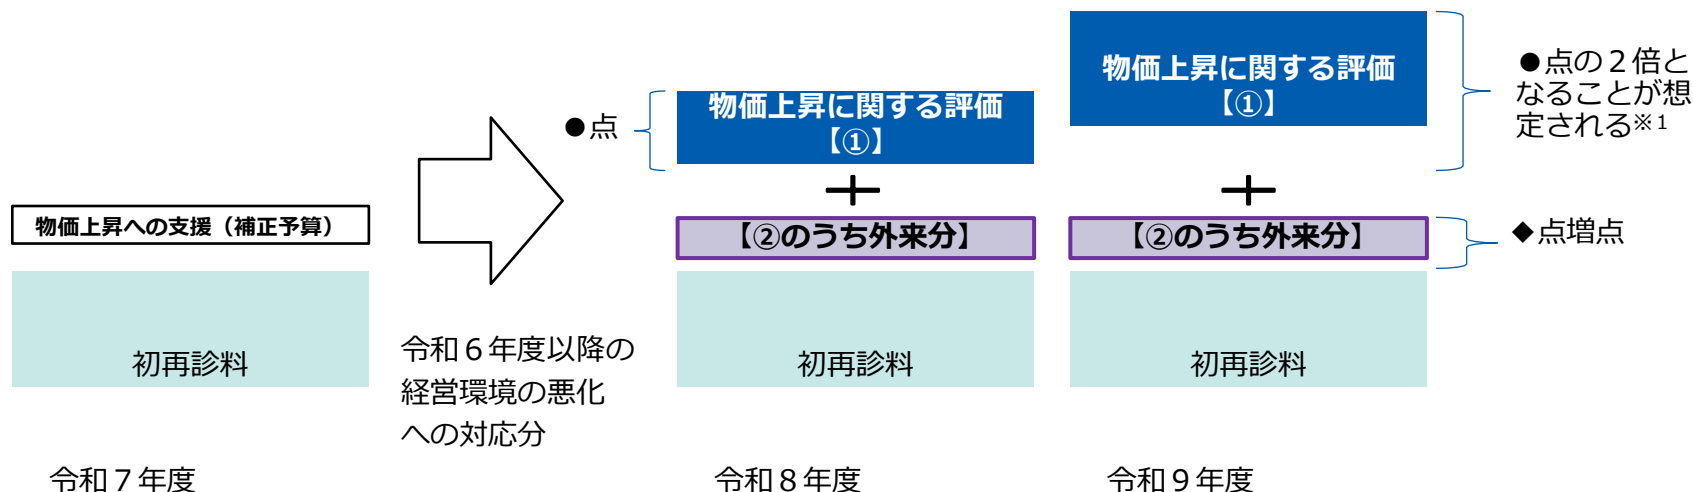 物価上昇への支援（補正予算）
初再診料
令和７年度
令和６年度以降の
経営環境の悪化
への対応分
●点
物価上昇に関する評価
【①】
＋
【②のうち外来分】
初再診料
令和８年度
物価上昇に関する評価
【①】
＋
【②のうち外来分】
初再診料
令和９年度
●点の２倍と
なることが想
定される※1
◆点増点